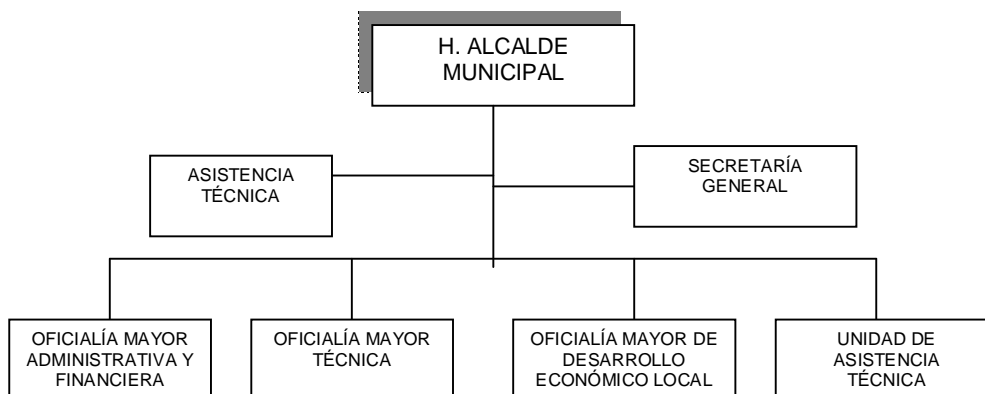 H. ALCALDE
MUNICIPAL
ASISTENCIA
TÉCNICA
SECRETARÍA
GENERAL
OFICIALÍA MAYOR
ADMINISTRATIVA Y
FINANCIERA
OFICIALÍA MAYOR
TÉCNICA
OFICIALÍA MAYOR DE
DESARROLLO
ECONÓMICO LOCAL
UNIDAD DE
ASISTENCIA
TÉCNICA